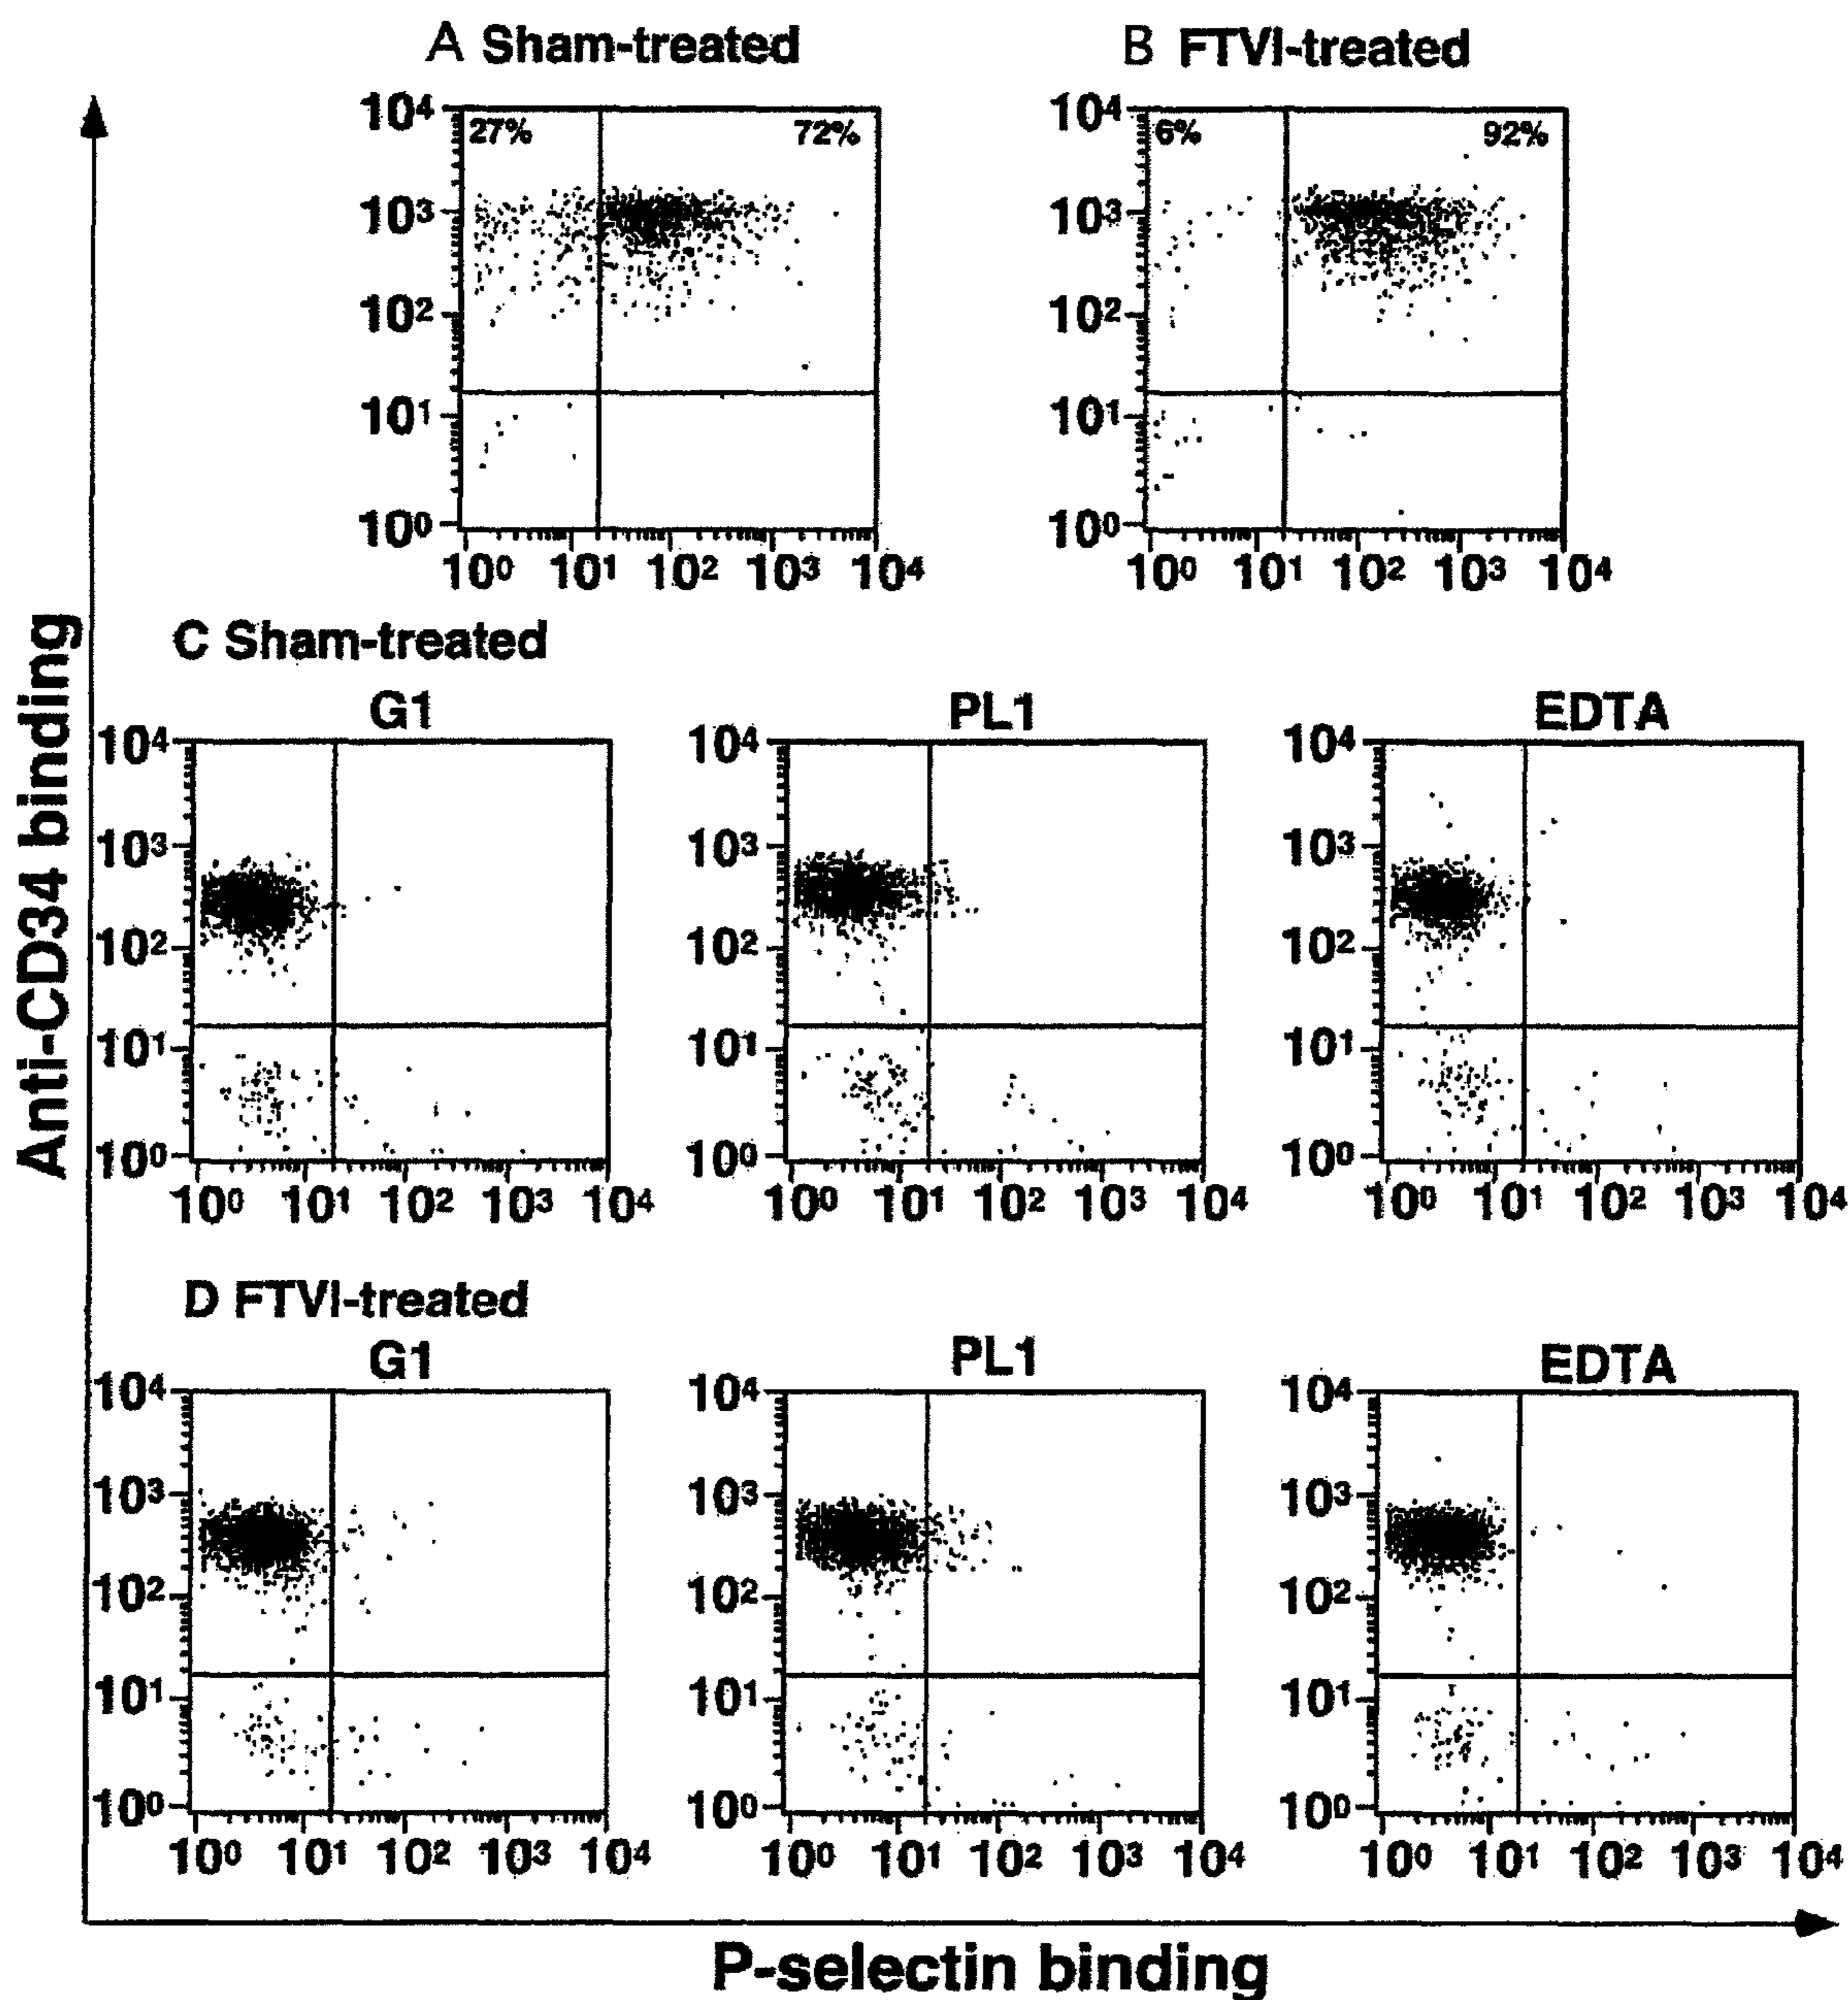 A Sham-treated
B FTVI-treated
10⁴ 27% 72%
10³
10²
10¹
10⁰
10⁰ 10¹ 10² 10³ 10⁴
10⁴ 6% 92%
10³
10²
10¹
10⁰
10⁰ 10¹ 10² 10³ 10⁴
Anti-CD34 binding
C Sham-treated
G1
10⁴
10³
10²
10¹
10⁰
10⁰ 10¹ 10² 10³ 10⁴
PL1
10⁴
10³
10²
10¹
10⁰
10⁰ 10¹ 10² 10³ 10⁴
EDTA
10⁴
10³
10²
10¹
10⁰
10⁰ 10¹ 10² 10³ 10⁴
D FTVI-treated
G1
10⁴
10³
10²
10¹
10⁰
10⁰ 10¹ 10² 10³ 10⁴
PL1
10⁴
10³
10²
10¹
10⁰
10⁰ 10¹ 10² 10³ 10⁴
EDTA
10⁴
10³
10²
10¹
10⁰
10⁰ 10¹ 10² 10³ 10⁴
P-selectin binding